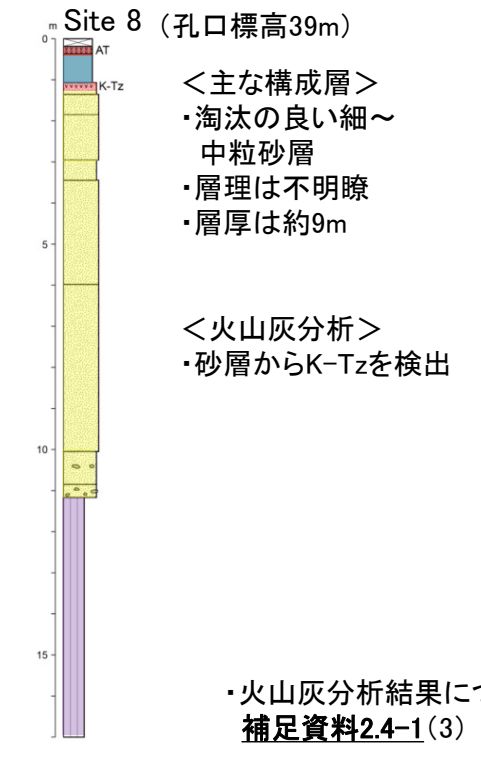 Site 8 (孔口標高39m)
m
0
AT
K-Tz
5
10
15
<主な構成層>
・淘汰の良い細～
中粒砂層
・層理は不明瞭
・層厚は約9m
<火山灰分析>
・砂層からK-Tzを検出
・火山灰分析結果に
補足資料2.4-1(3)